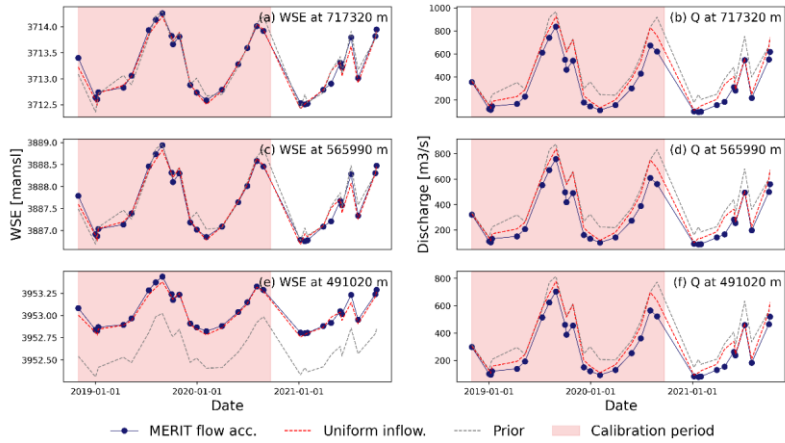 (a) WSE at 717320 m
3714.0
3713.5
3713.0
3712.5
(b) Q at 717320 m
1000
800
600
400
200
WSE [mamsl]
(c) WSE at 565990 m
3889.0
3888.5
3888.0
3887.5
3887.0
Discharge [m3/s]
(d) Q at 565990 m
800
600
400
200
(e) WSE at 491020 m
3953.25
3953.00
3952.75
3952.50
(f) Q at 491020 m
800
600
400
200
2019-01-01 2020-01-01 2021-01-01
2019-01-01 2020-01-01 2021-01-01
Date
Date
MERIT flow acc. Uniform inflow. Prior Calibration period